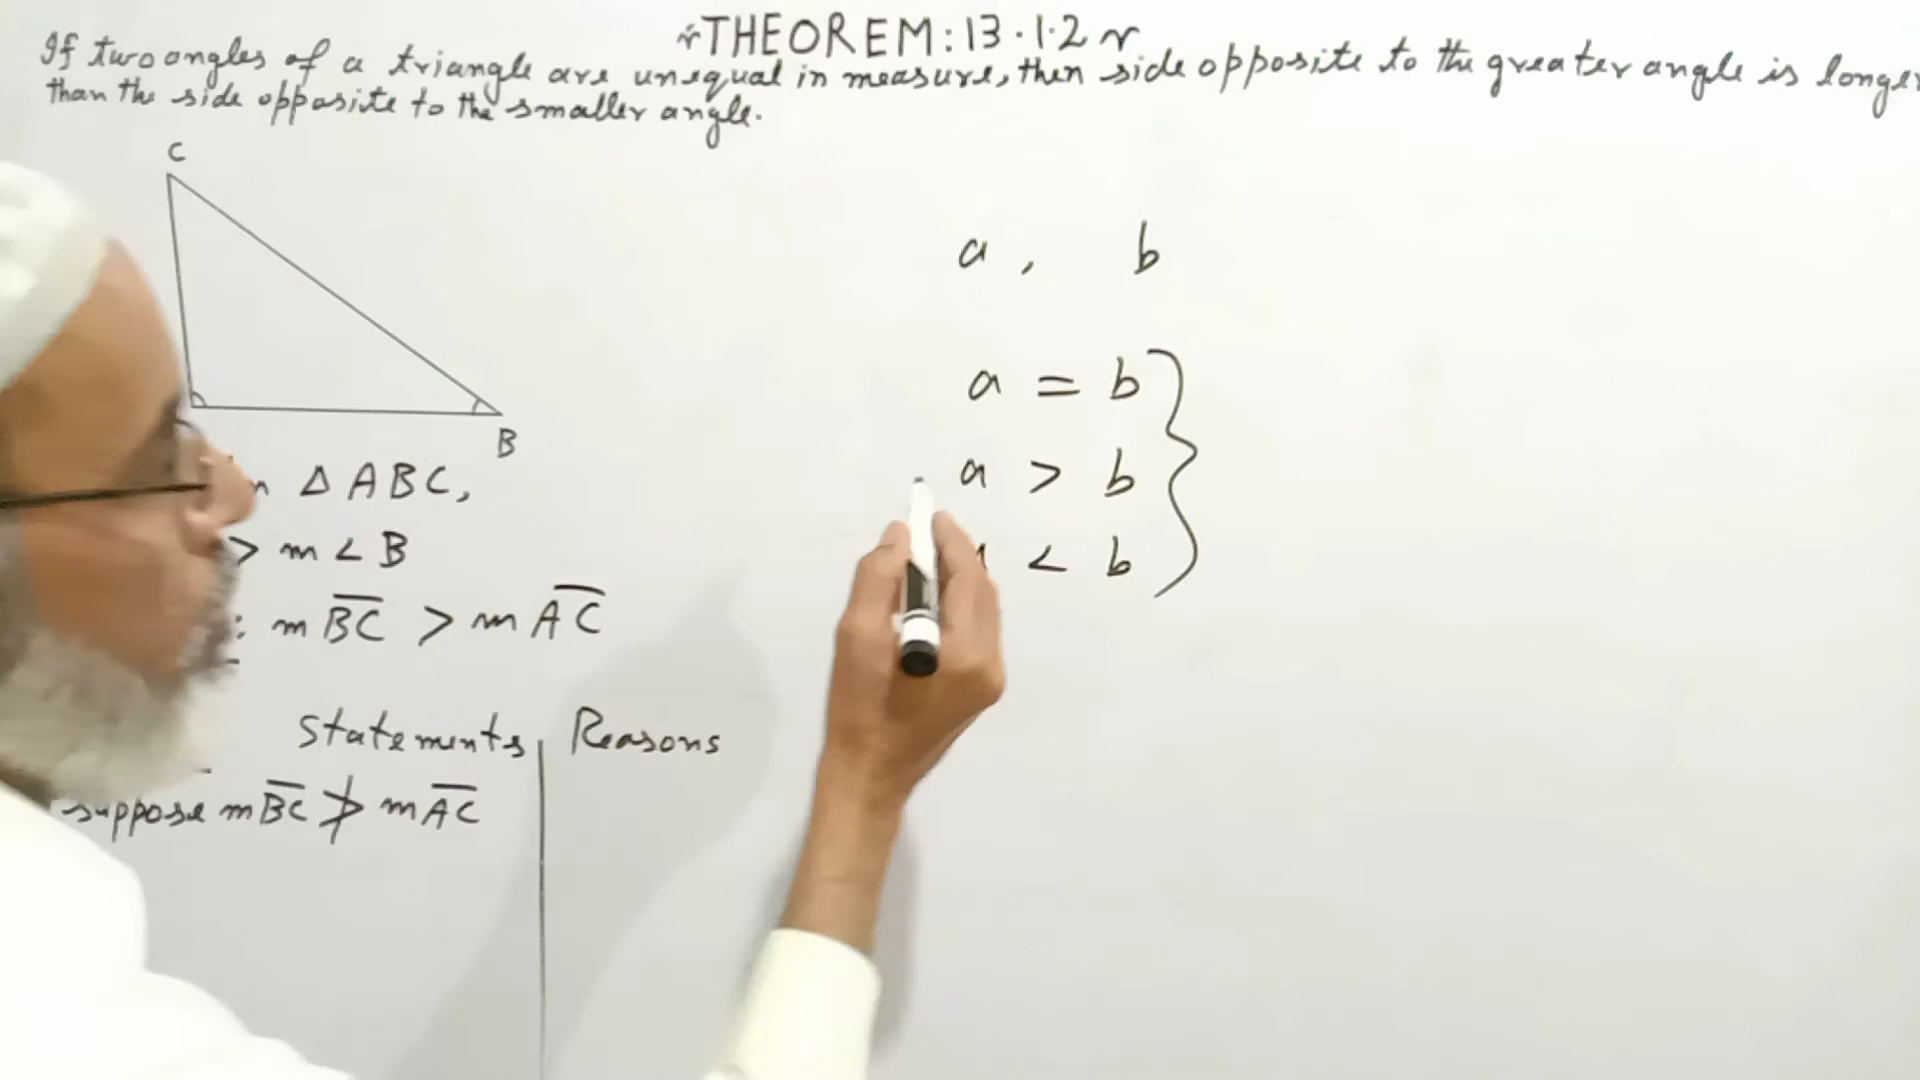 THEOREM: 13.1.2
If two angles of a triangle are unequal in measure, then side opposite to the greater angle is longer
than the side opposite to the smaller angle.
C
B
Δ ABC,
> m < B
: m BC > m AC
Statements Reasons
suppose m BC ≯ m AC
a , b
a = b
a > b
< b